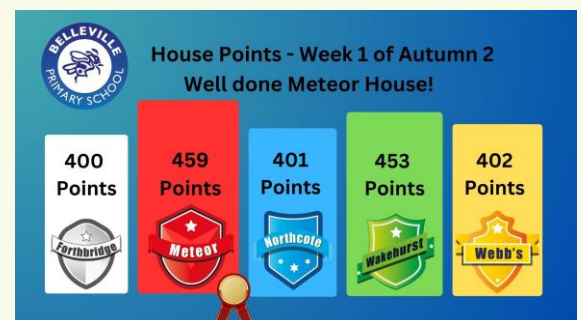 BELLEVILLE
PRIMARY SCHOOL
House Points - Week 1 of Autumn 2
Well done Meteor House!
400
Points
459
Points
401
Points
453
Points
402
Points
Forthbridge
Meteor
Northcote
Wakehurst
Webb's